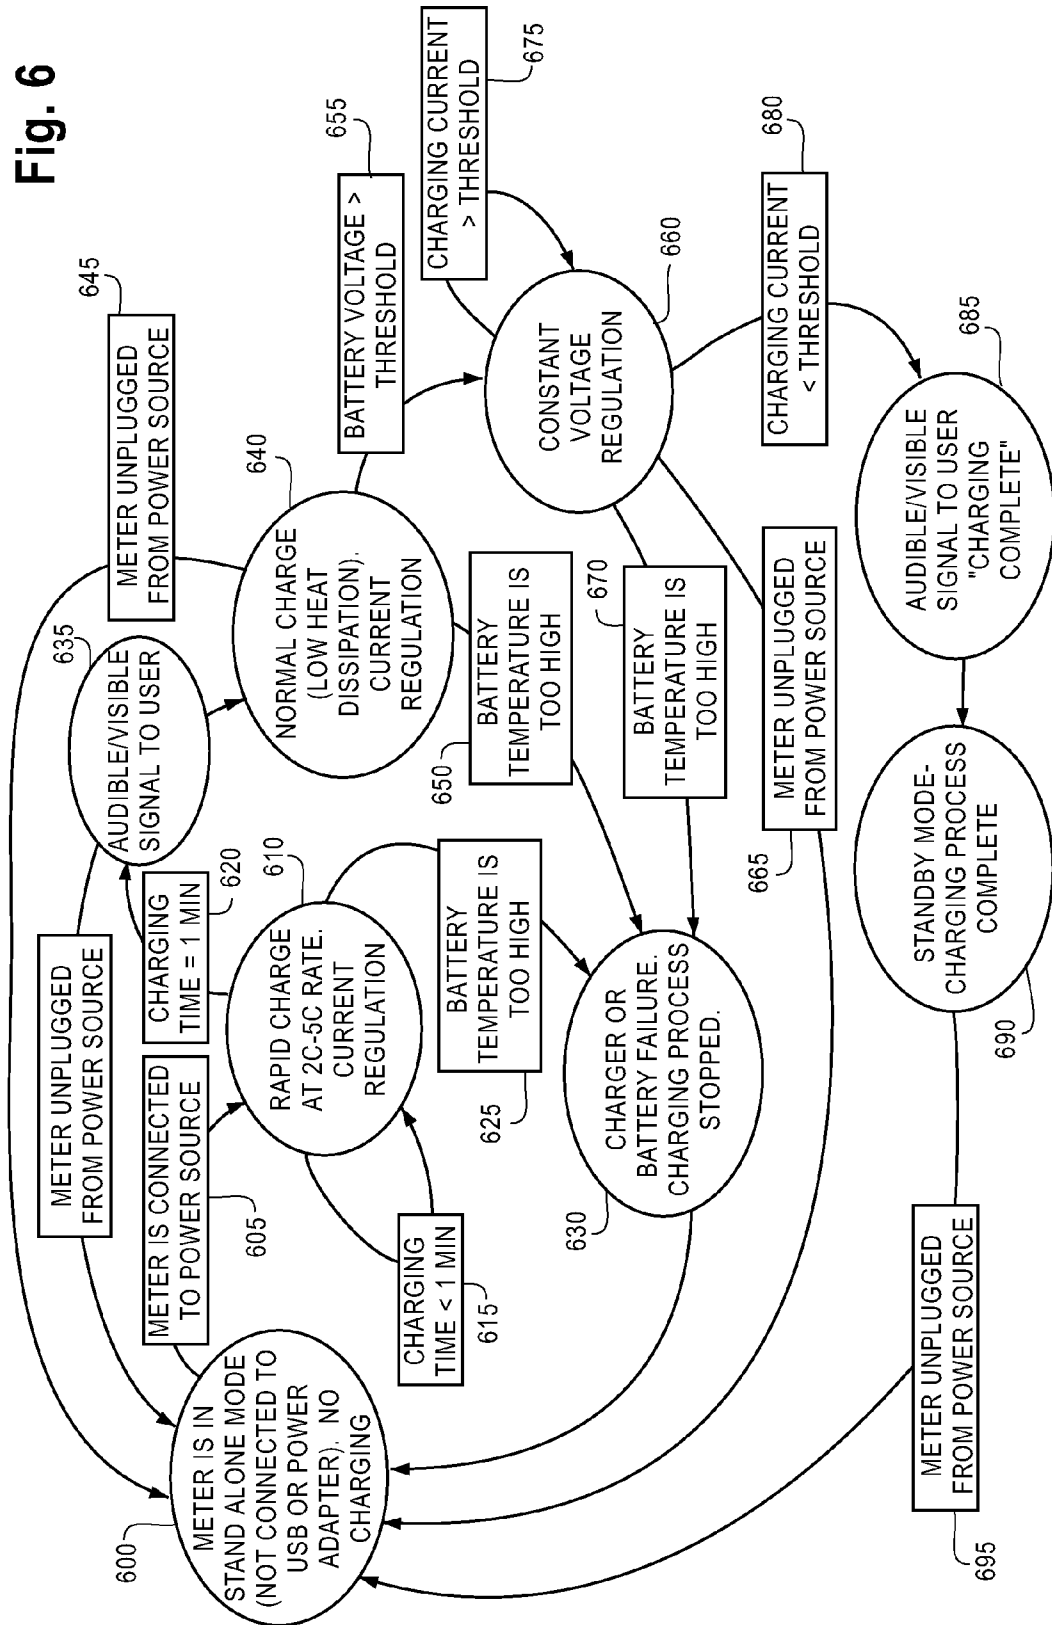 Fig. 6
METER UNPLUGGED
FROM POWER SOURCE
645
METER UNPLUGGED
FROM POWER SOURCE
AUDIBLE/VISIBLE
SIGNAL TO USER
635
METER IS CONNECTED
TO POWER SOURCE
605
CHARGING
TIME = 1 MIN
620
METER IS IN
STAND ALONE MODE
(NOT CONNECTED TO
USB OR POWER
ADAPTER). NO
CHARGING
600
RAPID CHARGE
AT 2C-5C RATE.
CURRENT
REGULATION
610
NORMAL CHARGE
(LOW HEAT
DISSIPATION).
CURRENT
REGULATION
640
BATTERY VOLTAGE >
THRESHOLD
655
CHARGING CURRENT
> THRESHOLD
675
CHARGING
TIME < 1 MIN
615
BATTERY
TEMPERATURE IS
TOO HIGH
625
BATTERY
TEMPERATURE IS
TOO HIGH
650
CONSTANT
VOLTAGE
REGULATION
660
CHARGER OR
BATTERY FAILURE.
CHARGING PROCESS
STOPPED.
630
BATTERY
TEMPERATURE IS
TOO HIGH
670
METER UNPLUGGED
FROM POWER SOURCE
665
CHARGING CURRENT
< THRESHOLD
680
AUDIBLE/VISIBLE
SIGNAL TO USER
"CHARGING
COMPLETE"
685
STANDBY MODE-
CHARGING PROCESS
COMPLETE
690
METER UNPLUGGED
FROM POWER SOURCE
695